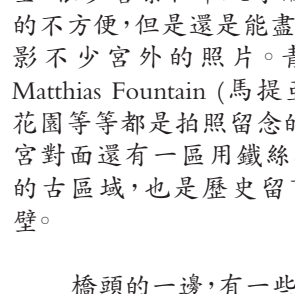 的不方便，但是還是能盡
影不少宮外的照片。青
Matthias Fountain (馬提亞
花園等等都是拍照留念的
宮對面還有一區用鐵絲
的古區域，也是歷史留
壁。
橋頭的一邊，有一些